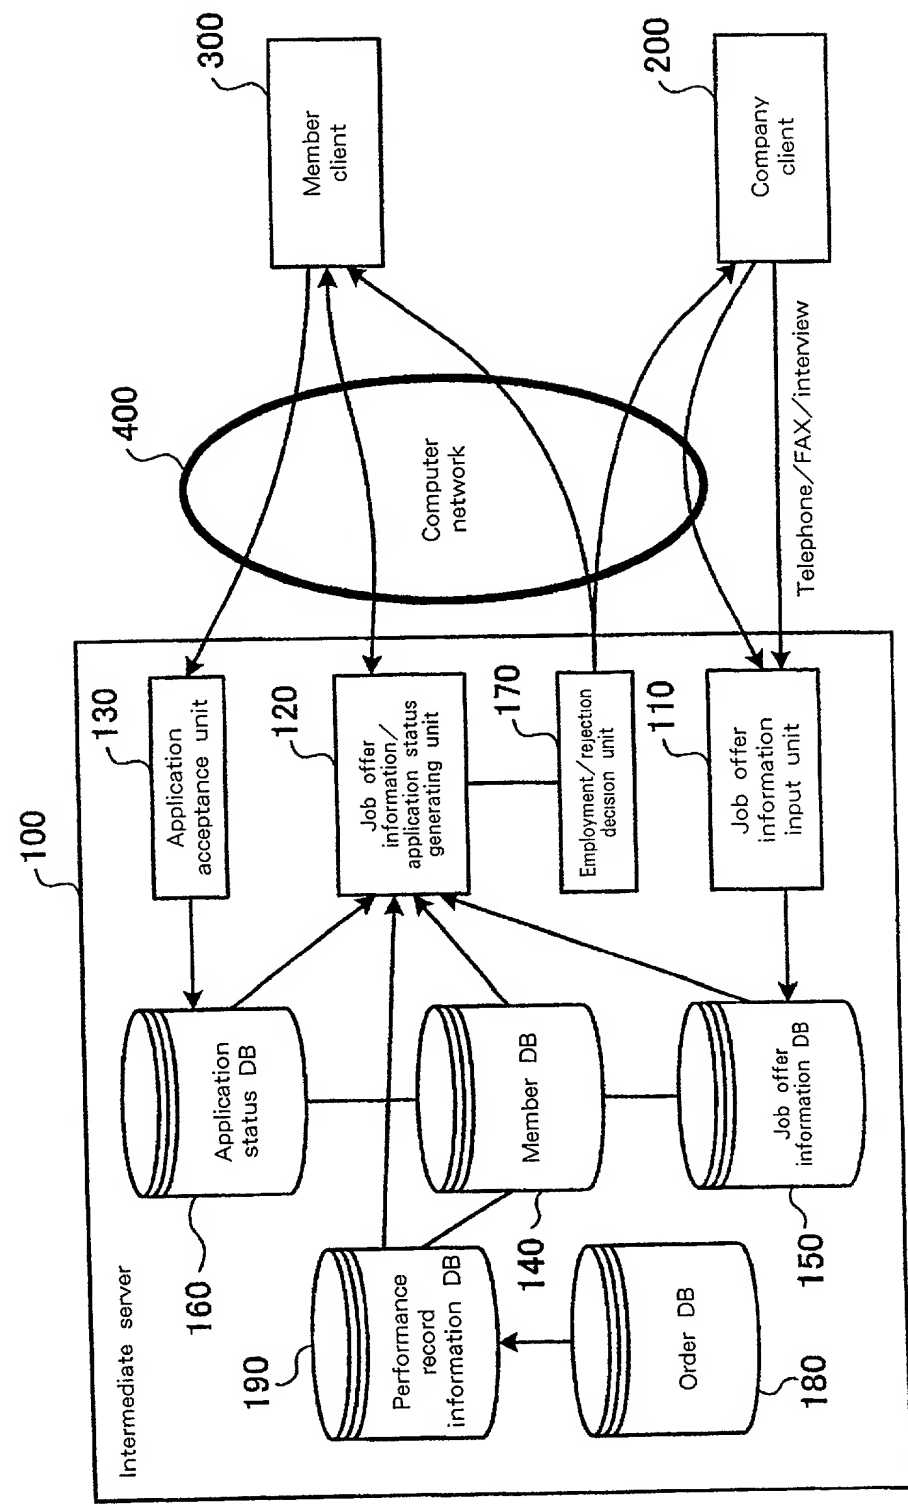 Intermediate server
100
160
Application
status DB
130
Application
acceptance unit
400
300
Member
client
190
Performance
record
information DB
140
Member DB
120
Job offer
information/
application status
generating unit
Computer
network
170
Employment/rejection
decision unit
180
Order DB
150
Job offer
information DB
110
Job offer
information
input unit
Telephone/FAX/interview
200
Company
client